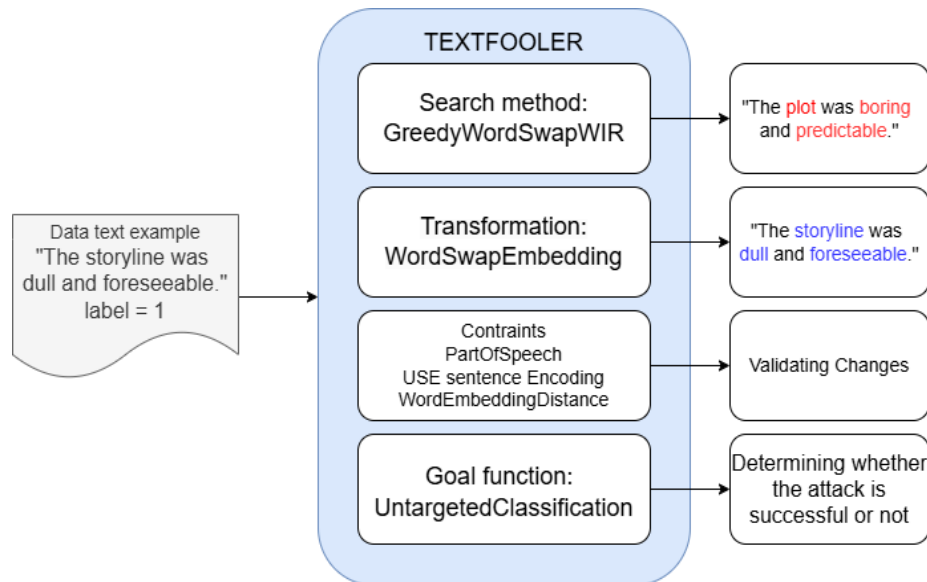 TEXTFOOLER
Data text example
"The storyline was
dull and foreseeable."
label = 1
Search method:
GreedyWordSwapWIR
"The plot was boring
and predictable."
Transformation:
WordSwapEmbedding
"The storyline was
dull and foreseeable."
Contraints
PartOfSpeech
USE sentence Encoding
WordEmbeddingDistance
Validating Changes
Goal function:
UntargetedClassification
Determining whether
the attack is
successful or not